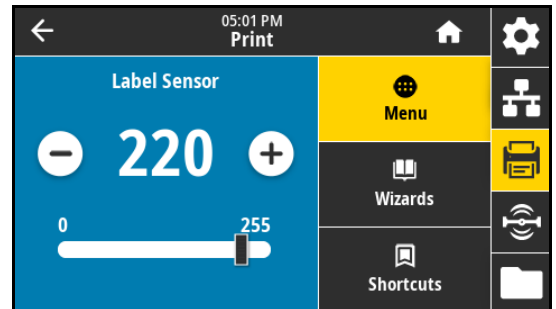 05:01 PM
Print
Label Sensor
220
0 255
Menu
Wizards
Shortcuts